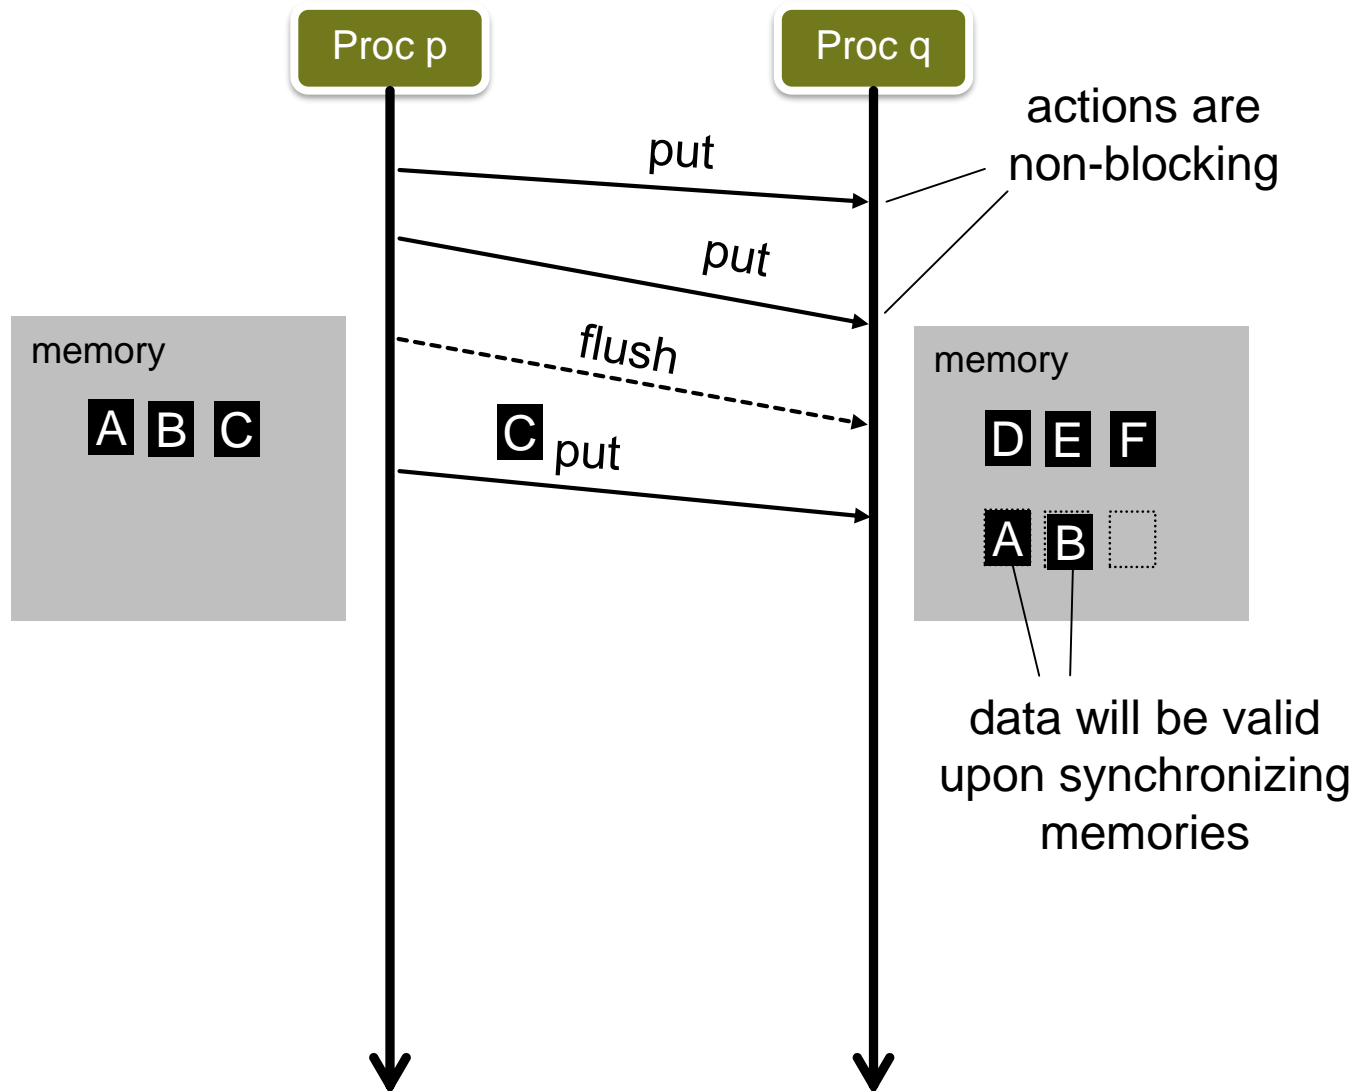 Proc p
Proc q
actions are
non-blocking
put
put
flush
memory
A B C
C put
memory
D E F
A B
data will be valid
upon synchronizing
memories